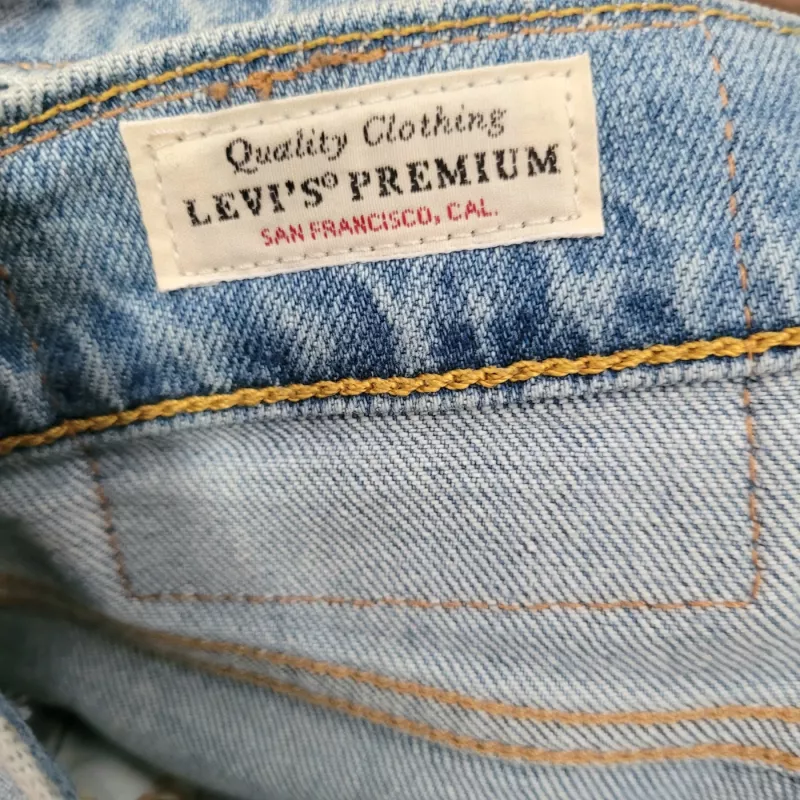 Quality Clothing
LEVI'S® PREMIUM
SAN FRANCISCO, CAL.